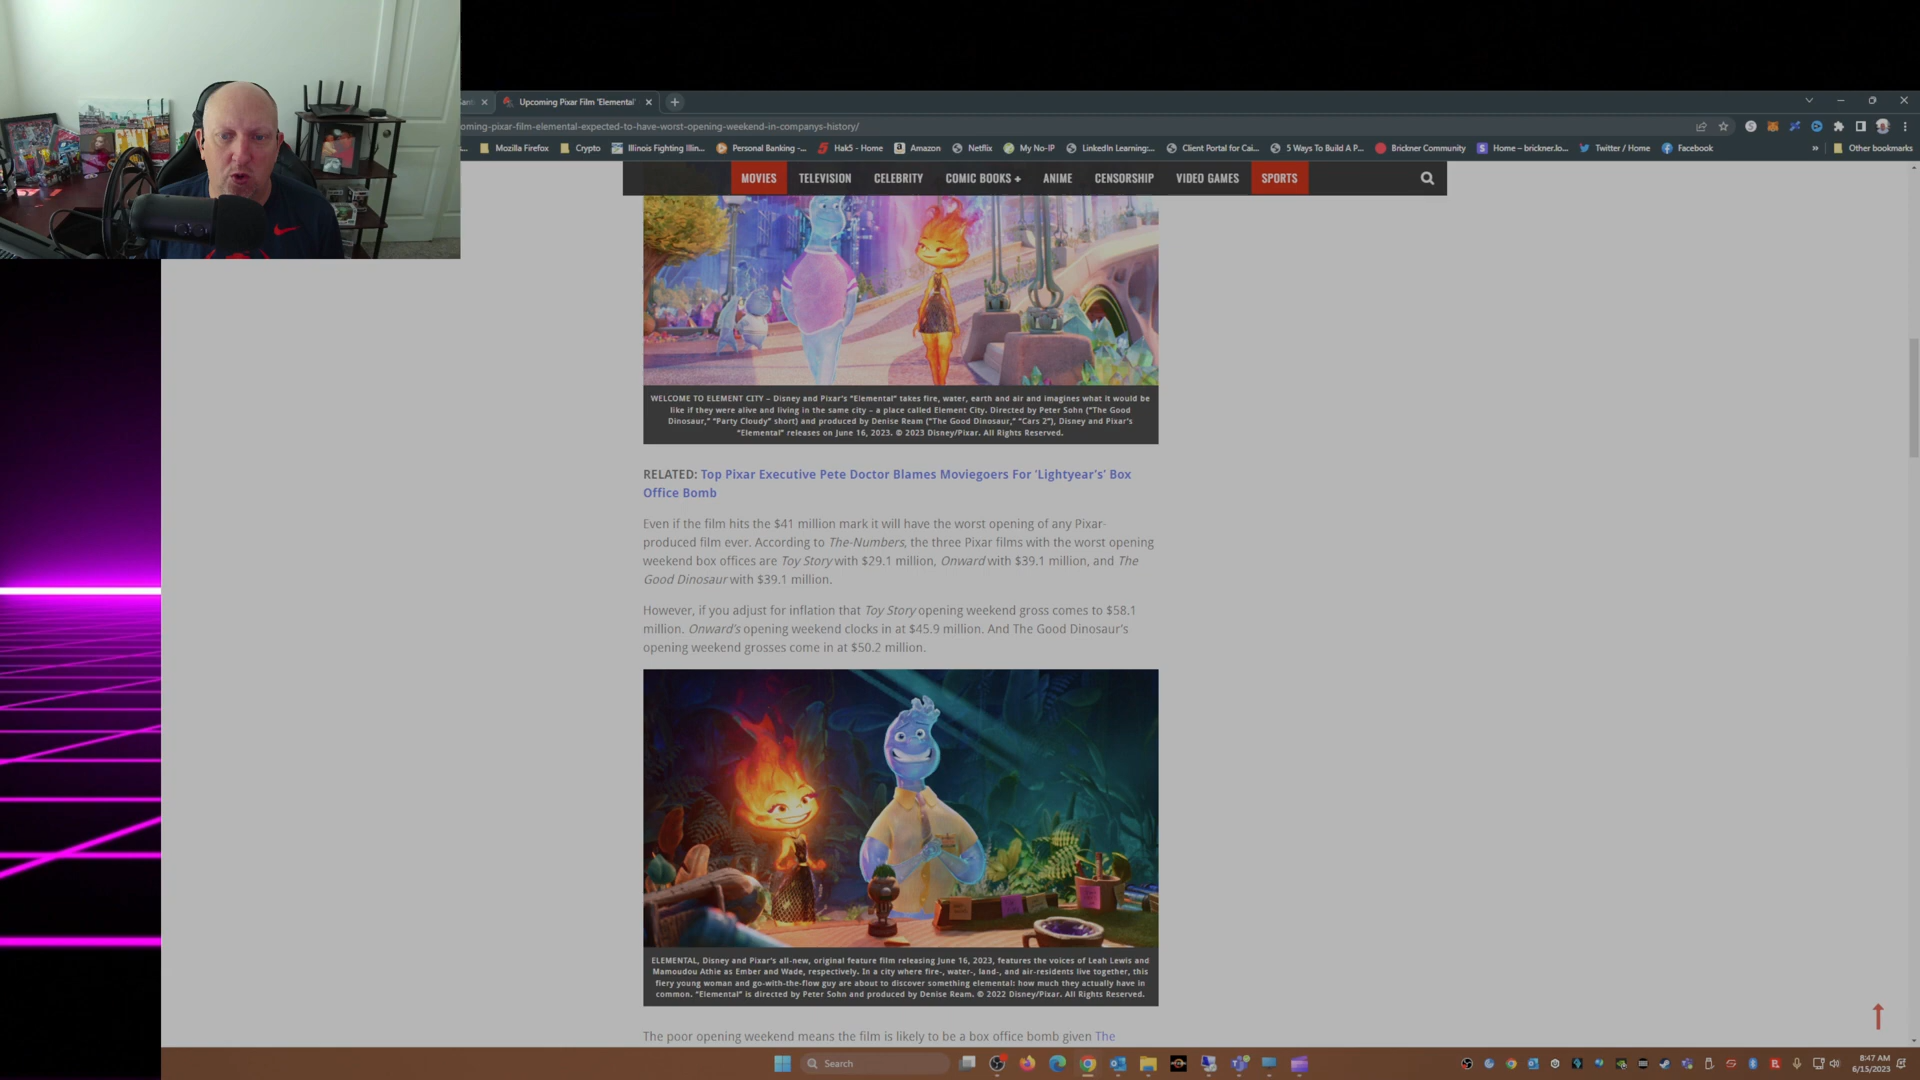 Upcoming Pixar Film 'Elemental'
oming-pixar-film-elemental-expected-to-have-worst-opening-weekend-in-companys-history/
Mozilla Firefox
Crypto
Illinois Fighting Illin...
Personal Banking -...
Hak5 - Home
Amazon
Netflix
My No-IP
LinkedIn Learning:...
Client Portal for Cai...
5 Ways To Build A P...
Brickner Community
Home – brickner.lo...
Twitter / Home
Facebook
Other bookmarks
MOVIES TELEVISION CELEBRITY COMIC BOOKS + ANIME CENSORSHIP VIDEO GAMES SPORTS
WELCOME TO ELEMENT CITY – Disney and Pixar's "Elemental" takes fire, water, earth and air and imagines what it would be
like if they were alive and living in the same city – a place called Element City. Directed by Peter Sohn ("The Good
Dinosaur," "Party Cloudy" short) and produced by Denise Ream ("The Good Dinosaur," "Cars 2"), Disney and Pixar's
"Elemental" releases on June 16, 2023. © 2023 Disney/Pixar. All Rights Reserved.
RELATED: Top Pixar Executive Pete Doctor Blames Moviegoers For 'Lightyear's' Box
Office Bomb
Even if the film hits the $41 million mark it will have the worst opening of any Pixar-
produced film ever. According to The-Numbers, the three Pixar films with the worst opening
weekend box offices are Toy Story with $29.1 million, Onward with $39.1 million, and The
Good Dinosaur with $39.1 million.
However, if you adjust for inflation that Toy Story opening weekend gross comes to $58.1
million. Onward's opening weekend clocks in at $45.9 million. And The Good Dinosaur's
opening weekend grosses come in at $50.2 million.
ELEMENTAL, Disney and Pixar's all-new, original feature film releasing June 16, 2023, features the voices of Leah Lewis and
Mamoudou Athie as Ember and Wade, respectively. In a city where fire-, water-, land-, and air-residents live together, this
fiery young woman and go-with-the-flow guy are about to discover something elemental: how much they actually have in
common. "Elemental" is directed by Peter Sohn and produced by Denise Ream. © 2022 Disney/Pixar. All Rights Reserved.
The poor opening weekend means the film is likely to be a box office bomb given The
Search
8:47 AM
6/15/2023